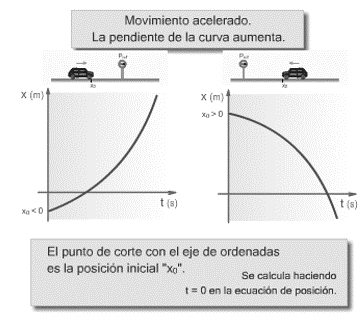 Movimiento acelerado.
La pendiente de la curva aumenta.
Pref
Pref
x₀
x₀
x (m)
x (m)
x₀ > 0
t (s)
t (s)
x₀ < 0
El punto de corte con el eje de ordenadas
es la posición inicial "x₀".
Se calcula haciendo
t = 0 en la ecuación de posición.